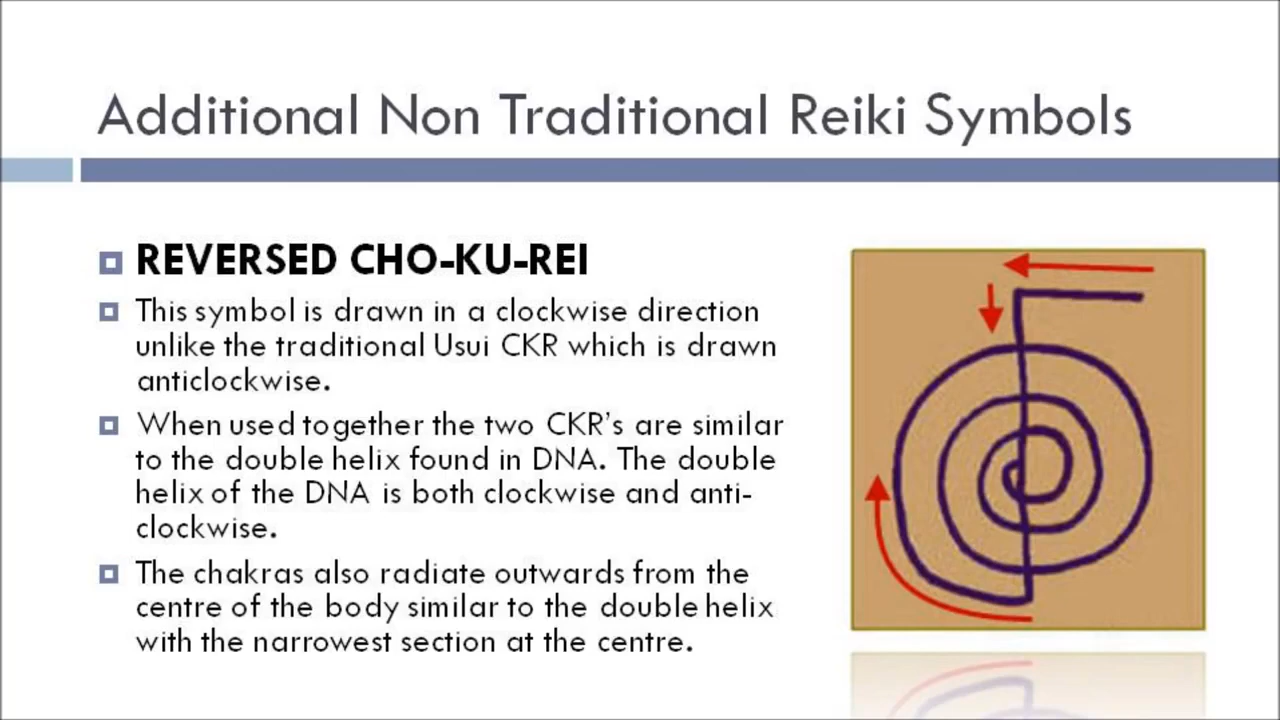 Additional Non Traditional Reiki Symbols
REVERSED CHO-KU-REI
This symbol is drawn in a clockwise direction
unlike the traditional Usui CKR which is drawn
anticlockwise.
When used together the two CKR’s are similar
to the double helix found in DNA. The double
helix of the DNA is both clockwise and anti-
clockwise.
The chakras also radiate outwards from the
centre of the body similar to the double helix
with the narrowest section at the centre.